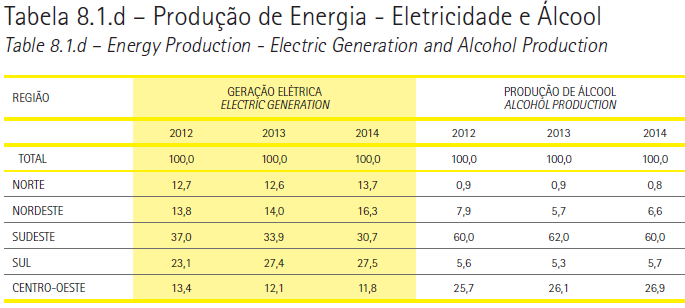 Tabela 8.1.d – Produção de Energia - Eletricidade e Álcool
Table 8.1.d – Energy Production - Electric Generation and Alcohol Production
REGIÃO GERAÇÃO ELÉTRICA PRODUÇÃO DE ÁLCOOL
ELECTRIC GENERATION ALCOHOL PRODUCTION
2012 2013 2014 2012 2013 2014
TOTAL 100,0 100,0 100,0 100,0 100,0 100,0
NORTE 12,7 12,6 13,7 0,9 0,9 0,8
NORDESTE 13,8 14,0 16,3 7,9 5,7 6,6
SUDESTE 37,0 33,9 30,7 60,0 62,0 60,0
SUL 23,1 27,4 27,5 5,6 5,3 5,7
CENTRO-OESTE 13,4 12,1 11,8 25,7 26,1 26,9